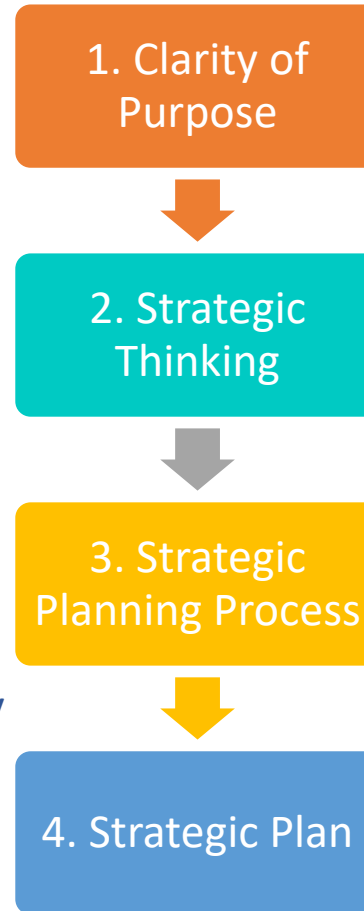 1. Clarity of
Purpose
2. Strategic
Thinking
3. Strategic
Planning Process
4. Strategic Plan